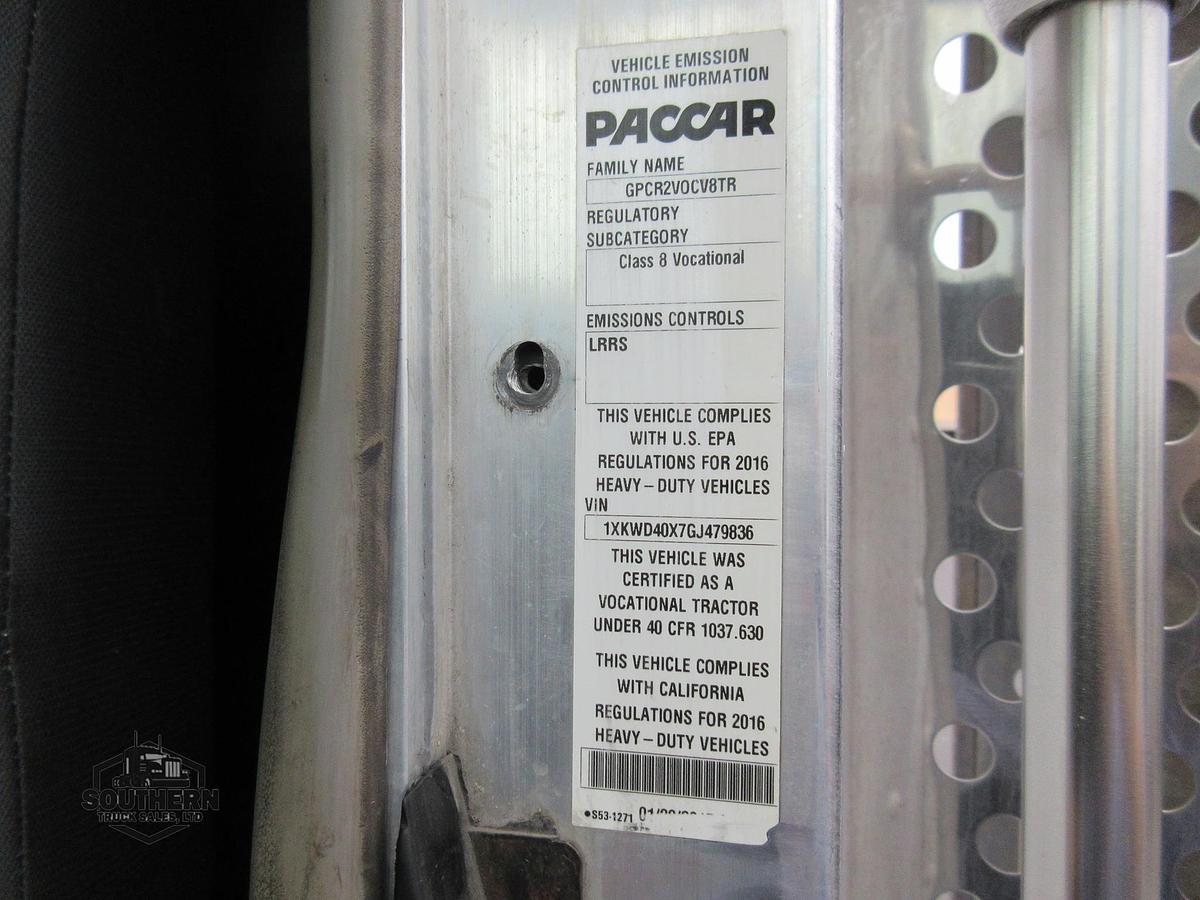 VEHICLE EMISSION
CONTROL INFORMATION
PACCAR
FAMILY NAME
GPCR2VOCV8TR
REGULATORY
SUBCATEGORY
Class 8 Vocational
EMISSIONS CONTROLS
LRRS
THIS VEHICLE COMPLIES
WITH U.S. EPA
REGULATIONS FOR 2016
HEAVY – DUTY VEHICLES
VIN
1XKWD40X7GJ479836
THIS VEHICLE WAS
CERTIFIED AS A
VOCATIONAL TRACTOR
UNDER 40 CFR 1037.630
THIS VEHICLE COMPLIES
WITH CALIFORNIA
REGULATIONS FOR 2016
HEAVY – DUTY VEHICLES
●S53-1271
SOUTHERN
TRUCK SALES, LTD